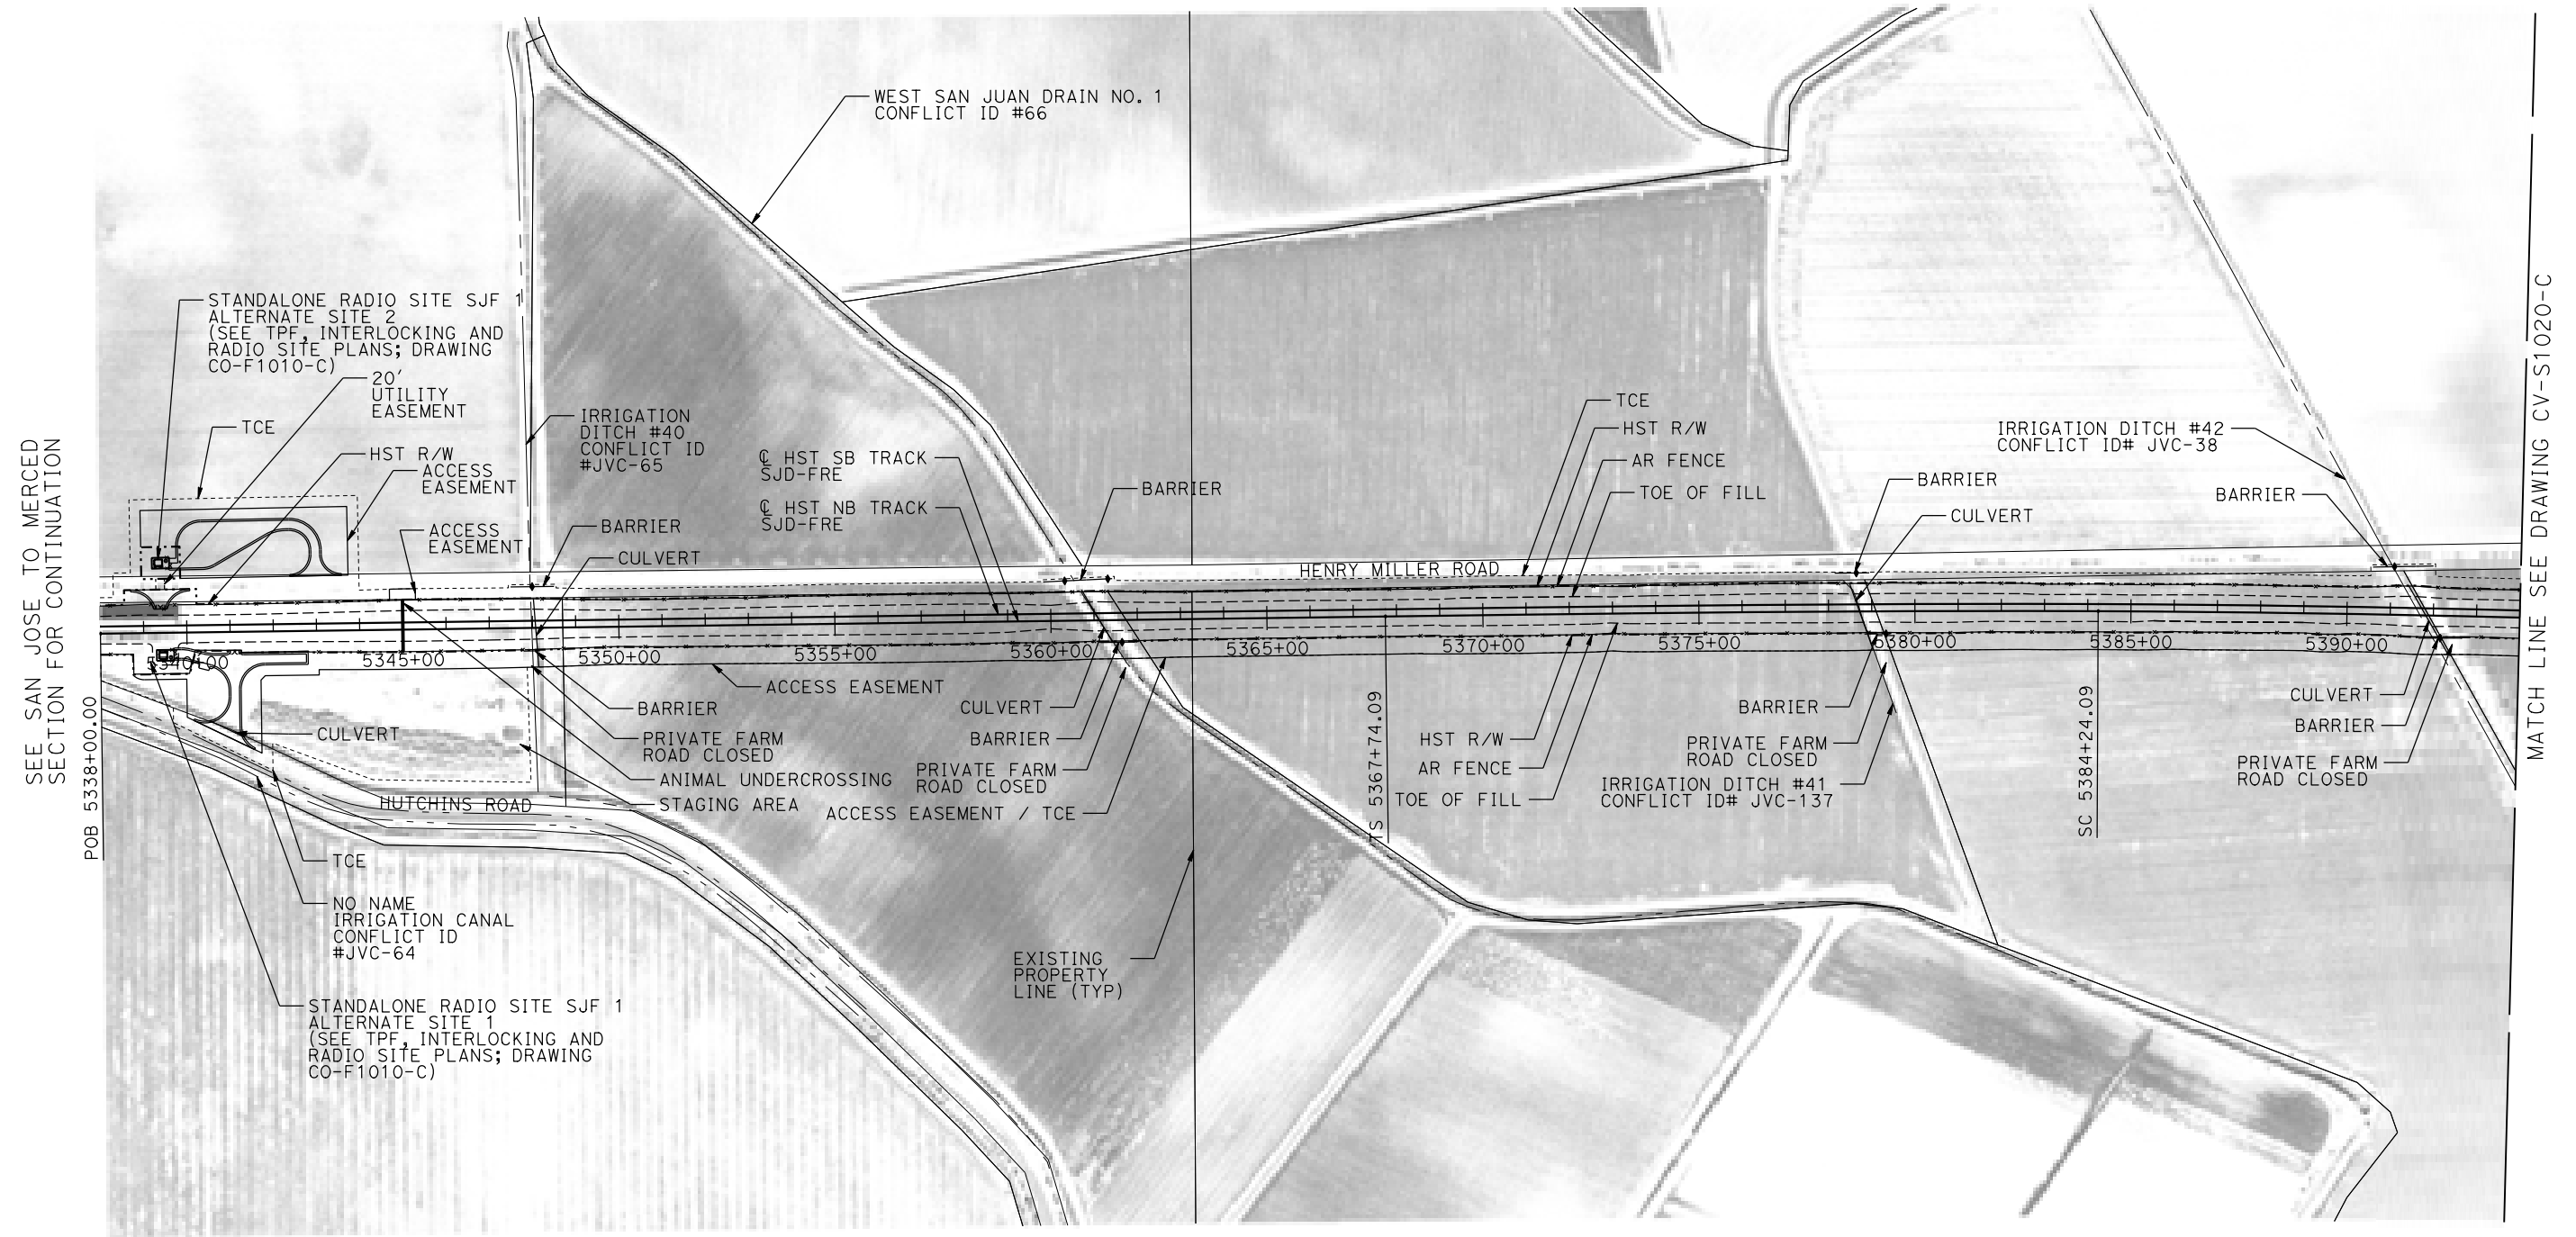 WEST SAN JUAN DRAIN NO. 1
CONFLICT ID #66
STANDALONE RADIO SITE SJF 1
ALTERNATE SITE 2
(SEE TPF, INTERLOCKING AND
RADIO SITE PLANS; DRAWING
CO-F1010-C)
20'
UTILITY
EASEMENT
TCE
HST R/W
ACCESS
EASEMENT
ACCESS
EASEMENT
IRRIGATION
DITCH #40
CONFLICT ID
#JVC-65
BARRIER
CULVERT
℄ HST SB TRACK
SJD-FRE
℄ HST NB TRACK
SJD-FRE
BARRIER
TCE
HST R/W
AR FENCE
TOE OF FILL
HENRY MILLER ROAD
BARRIER
CULVERT
IRRIGATION DITCH #42
CONFLICT ID# JVC-38
BARRIER
SEE SAN JOSE TO MERCED
SECTION FOR CONTINUATION
MATCH LINE SEE DRAWING CV-S1020-C
5340+00
5345+00
5350+00
5355+00
5360+00
5365+00
5370+00
5375+00
5380+00
5385+00
5390+00
POB 5338+00.00
TS 5367+74.09
SC 5384+24.09
ACCESS EASEMENT
BARRIER
PRIVATE FARM
ROAD CLOSED
ANIMAL UNDERCROSSING
STAGING AREA
CULVERT
HUTCHINS ROAD
CULVERT
BARRIER
PRIVATE FARM
ROAD CLOSED
ACCESS EASEMENT / TCE
HST R/W
AR FENCE
TOE OF FILL
BARRIER
PRIVATE FARM
ROAD CLOSED
IRRIGATION DITCH #41
CONFLICT ID# JVC-137
CULVERT
BARRIER
PRIVATE FARM
ROAD CLOSED
TCE
NO NAME
IRRIGATION CANAL
CONFLICT ID
#JVC-64
EXISTING
PROPERTY
LINE (TYP)
STANDALONE RADIO SITE SJF 1
ALTERNATE SITE 1
(SEE TPF, INTERLOCKING AND
RADIO SITE PLANS; DRAWING
CO-F1010-C)